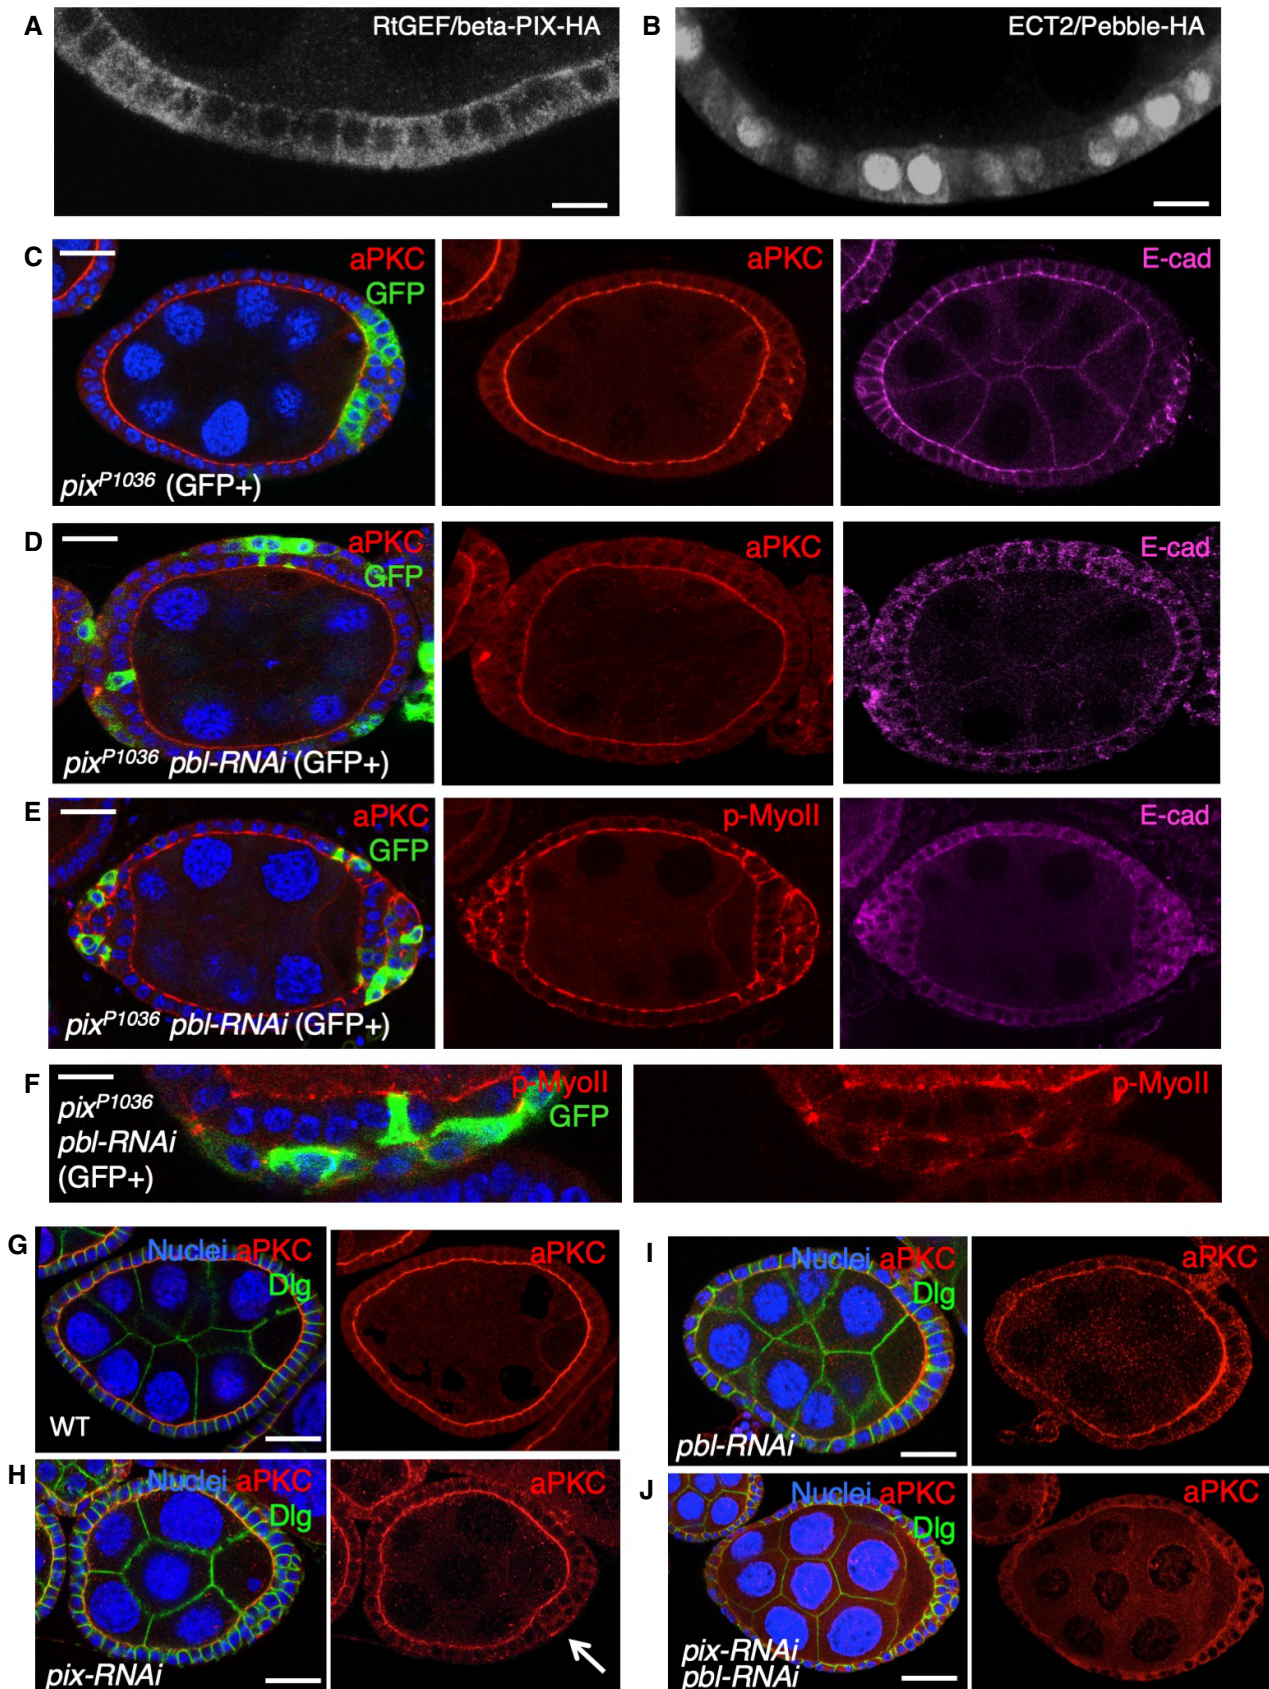 A
RtGEF/beta-PIX-HA
B
ECT2/Pebble-HA
C
aPKC
GFP
pixP1036 (GFP+)
aPKC
E-cad
D
aPKC
GFP
pixP1036 pbl-RNAi (GFP+)
aPKC
E-cad
E
aPKC
GFP
pixP1036 pbl-RNAi (GFP+)
p-MyoII
E-cad
F
pixP1036
pbl-RNAi
(GFP+)
p-MyoII
GFP
p-MyoII
G
Nuclei aPKC
Dlg
WT
aPKC
H
Nuclei aPKC
Dlg
pix-RNAi
aPKC
I
Nuclei aPKC
Dlg
pbl-RNAi
aPKC
J
Nuclei aPKC
Dlg
pix-RNAi
pbl-RNAi
aPKC